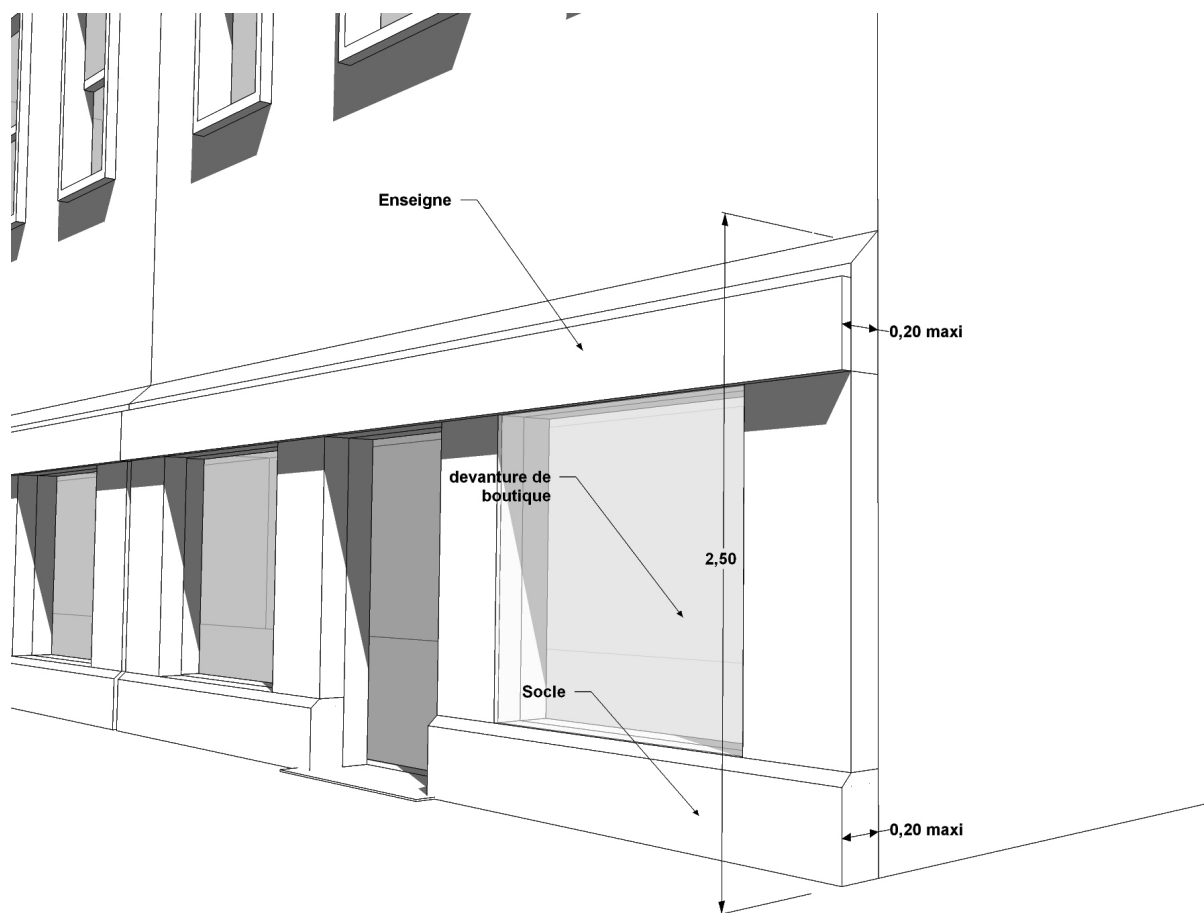 Enseigne
0,20 maxi
devanture de
boutique
2,50
Socle
0,20 maxi